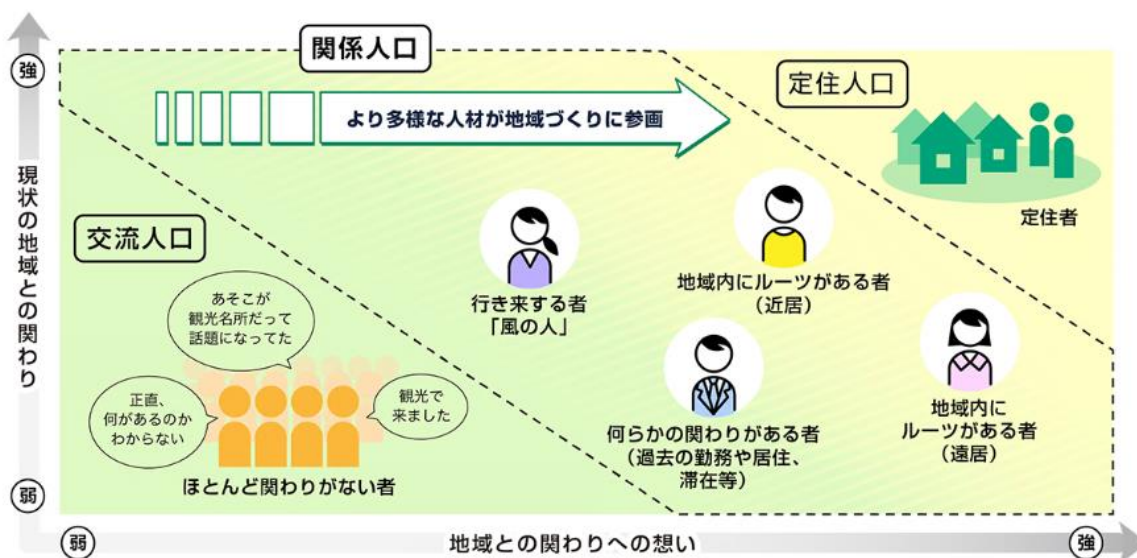 関係人口
強
定住人口
より多様な人材が地域づくりに参画
定住者
現状の地域との関わり
交流人口
あそこが
観光名所だって
話題になってた
正直、
何があるのか
わからない
観光で
来ました
ほとんど関わりがない者
行き来する者
「風の人」
地域内にルーツがある者
（近居）
何らかの関わりがある者
（過去の勤務や居住、
滞在等）
地域内に
ルーツがある者
（遠居）
弱
弱
地域との関わりへの想い
強